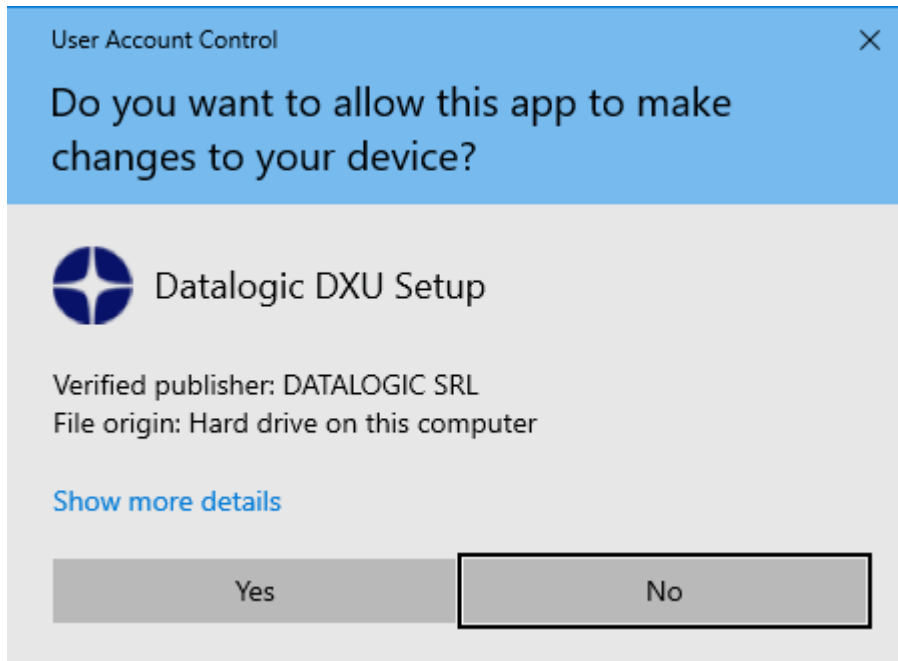 User Account Control
Do you want to allow this app to make
changes to your device?
Datalogic DXU Setup
Verified publisher: DATALOGIC SRL
File origin: Hard drive on this computer
Show more details
Yes
No